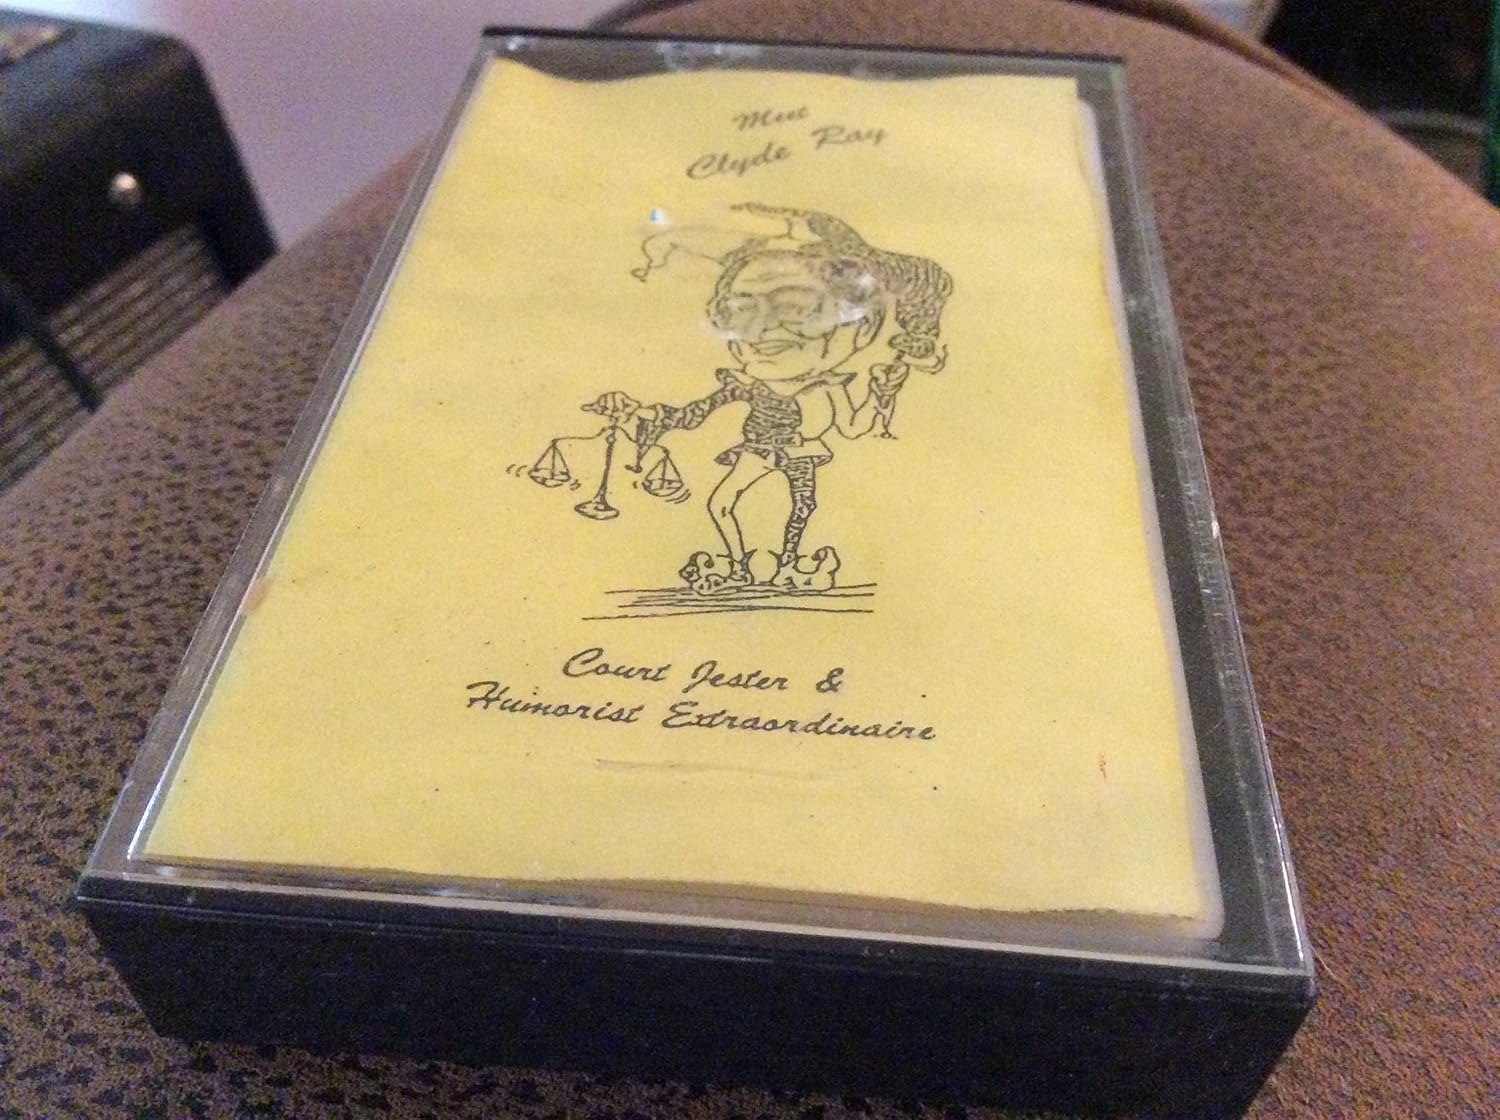 Meet
Clyde Ray
Court Jester &
Humorist Extraordinaire